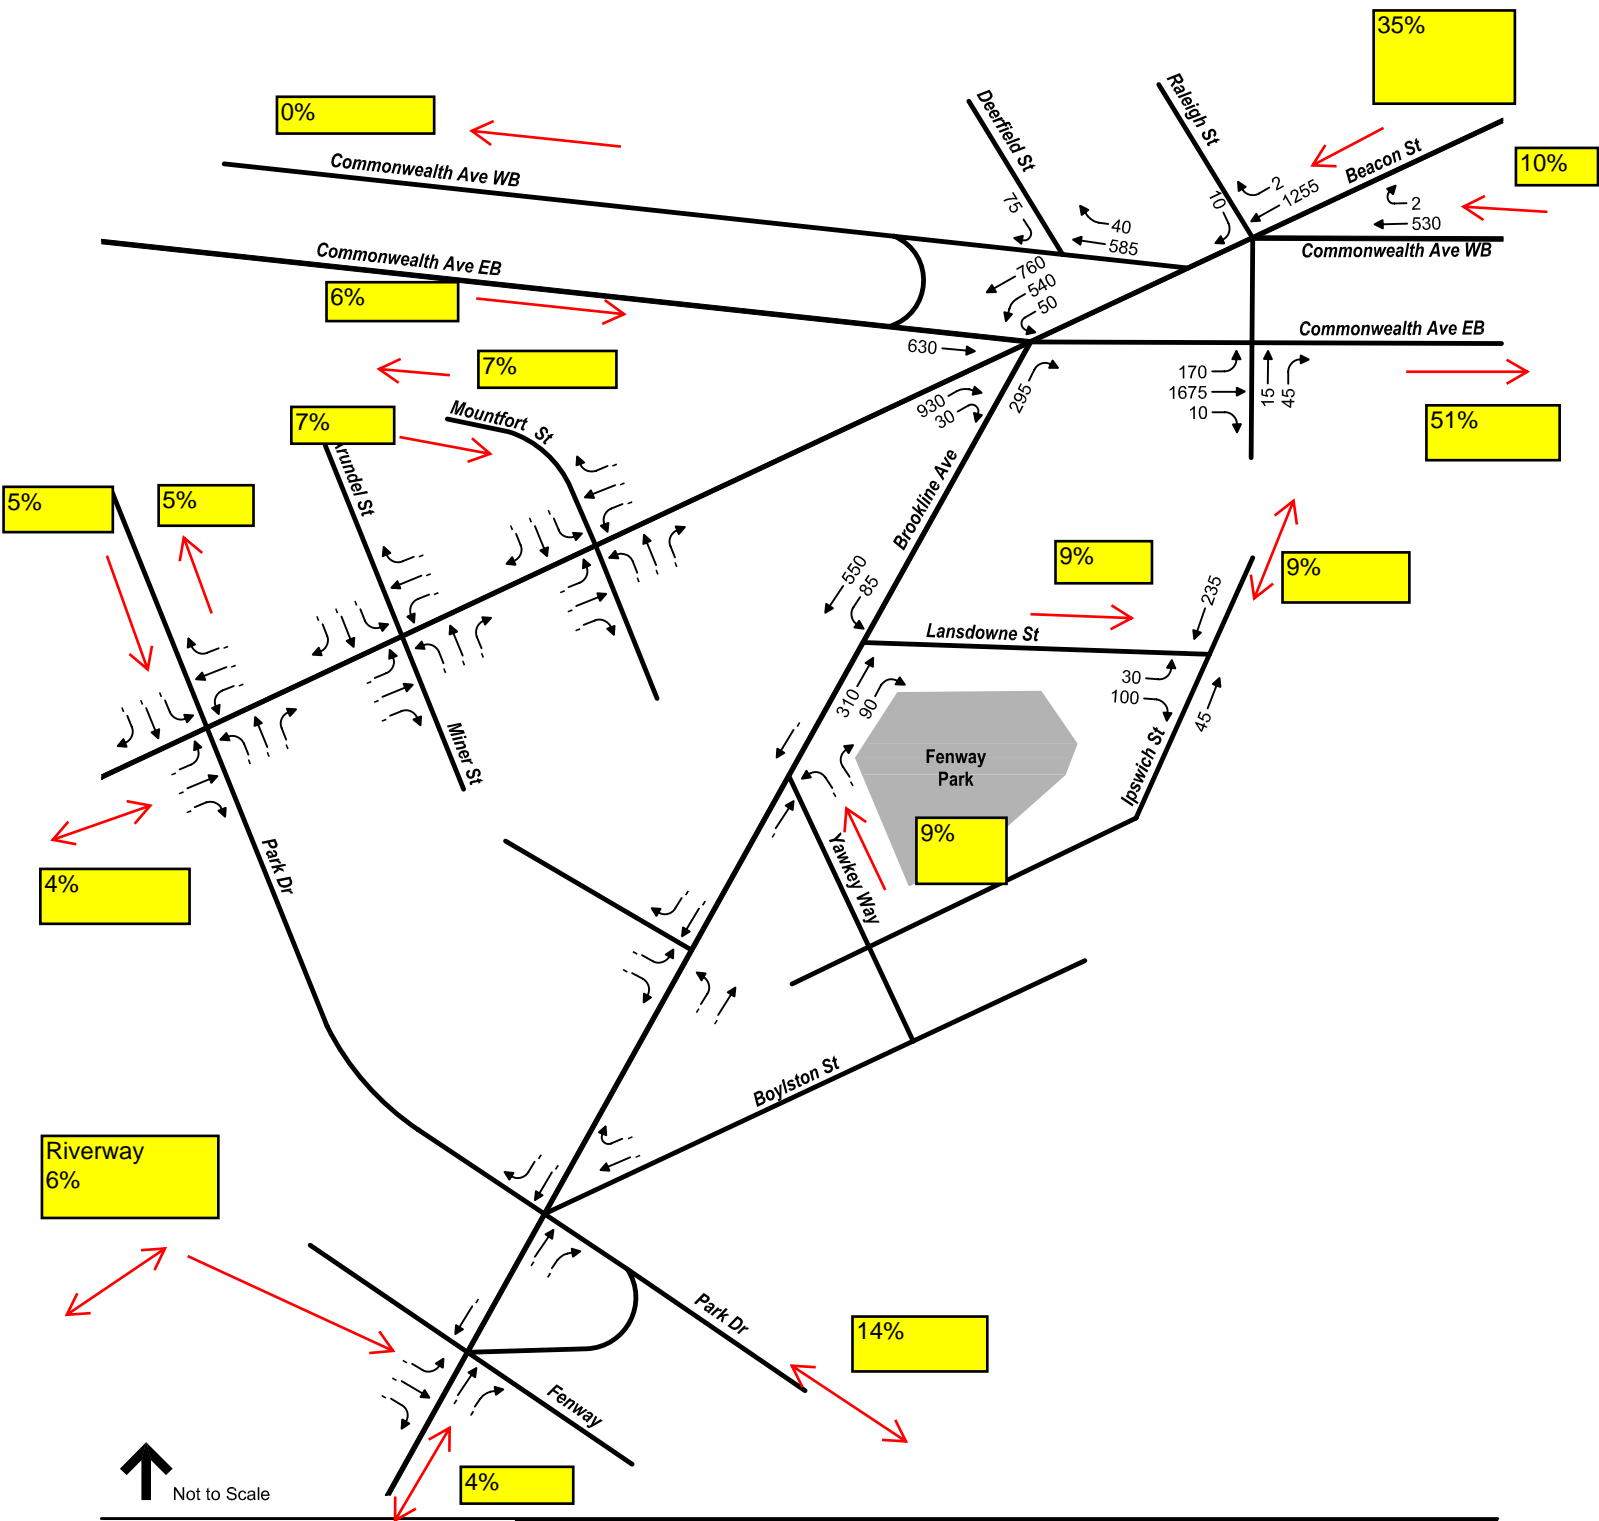 35%
0%
Commonwealth Ave WB
Deerfield St
Raleigh St
Beacon St
10%
2
1255
10
2
530
75
40
585
Commonwealth Ave WB
Commonwealth Ave EB
6%
760
540
50
630
Commonwealth Ave EB
7%
170
1675
10
15
45
295
930
30
7%
Mountfort St
51%
rundel St
Brookline Ave
5%
5%
9%
9%
550
85
235
Lansdowne St
30
100
45
310
90
Miner St
Fenway
Park
Ipswich St
9%
Yawkey Way
Park Dr
4%
Boylston St
Riverway
6%
Park Dr
14%
Fenway
4%
Not to Scale